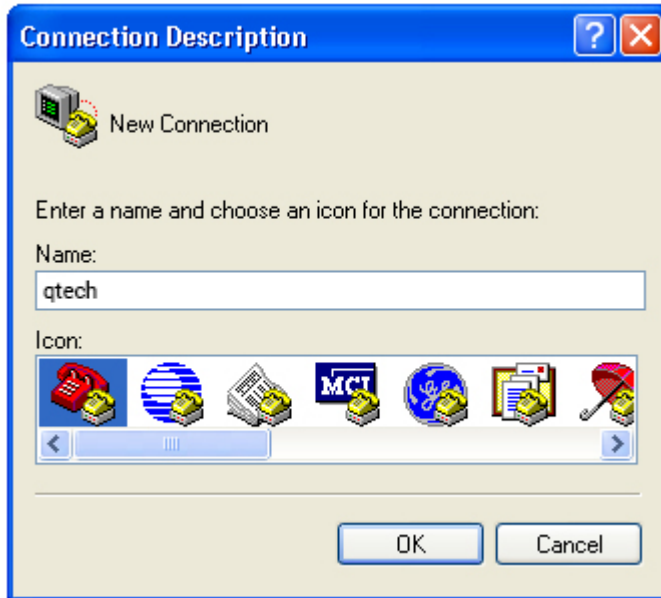 Connection Description
New Connection
Enter a name and choose an icon for the connection:
Name:
qtech
Icon:
MCI
OK
Cancel